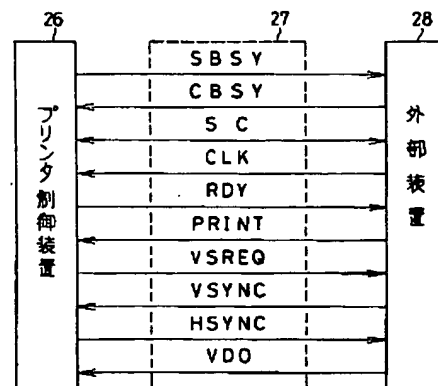 26 27 28
SBSY
CBSY
SC
CLK
RDY
PRINT
VSREQ
VSYNC
HSYNC
VDO
プリンタ制御装置
外部装置